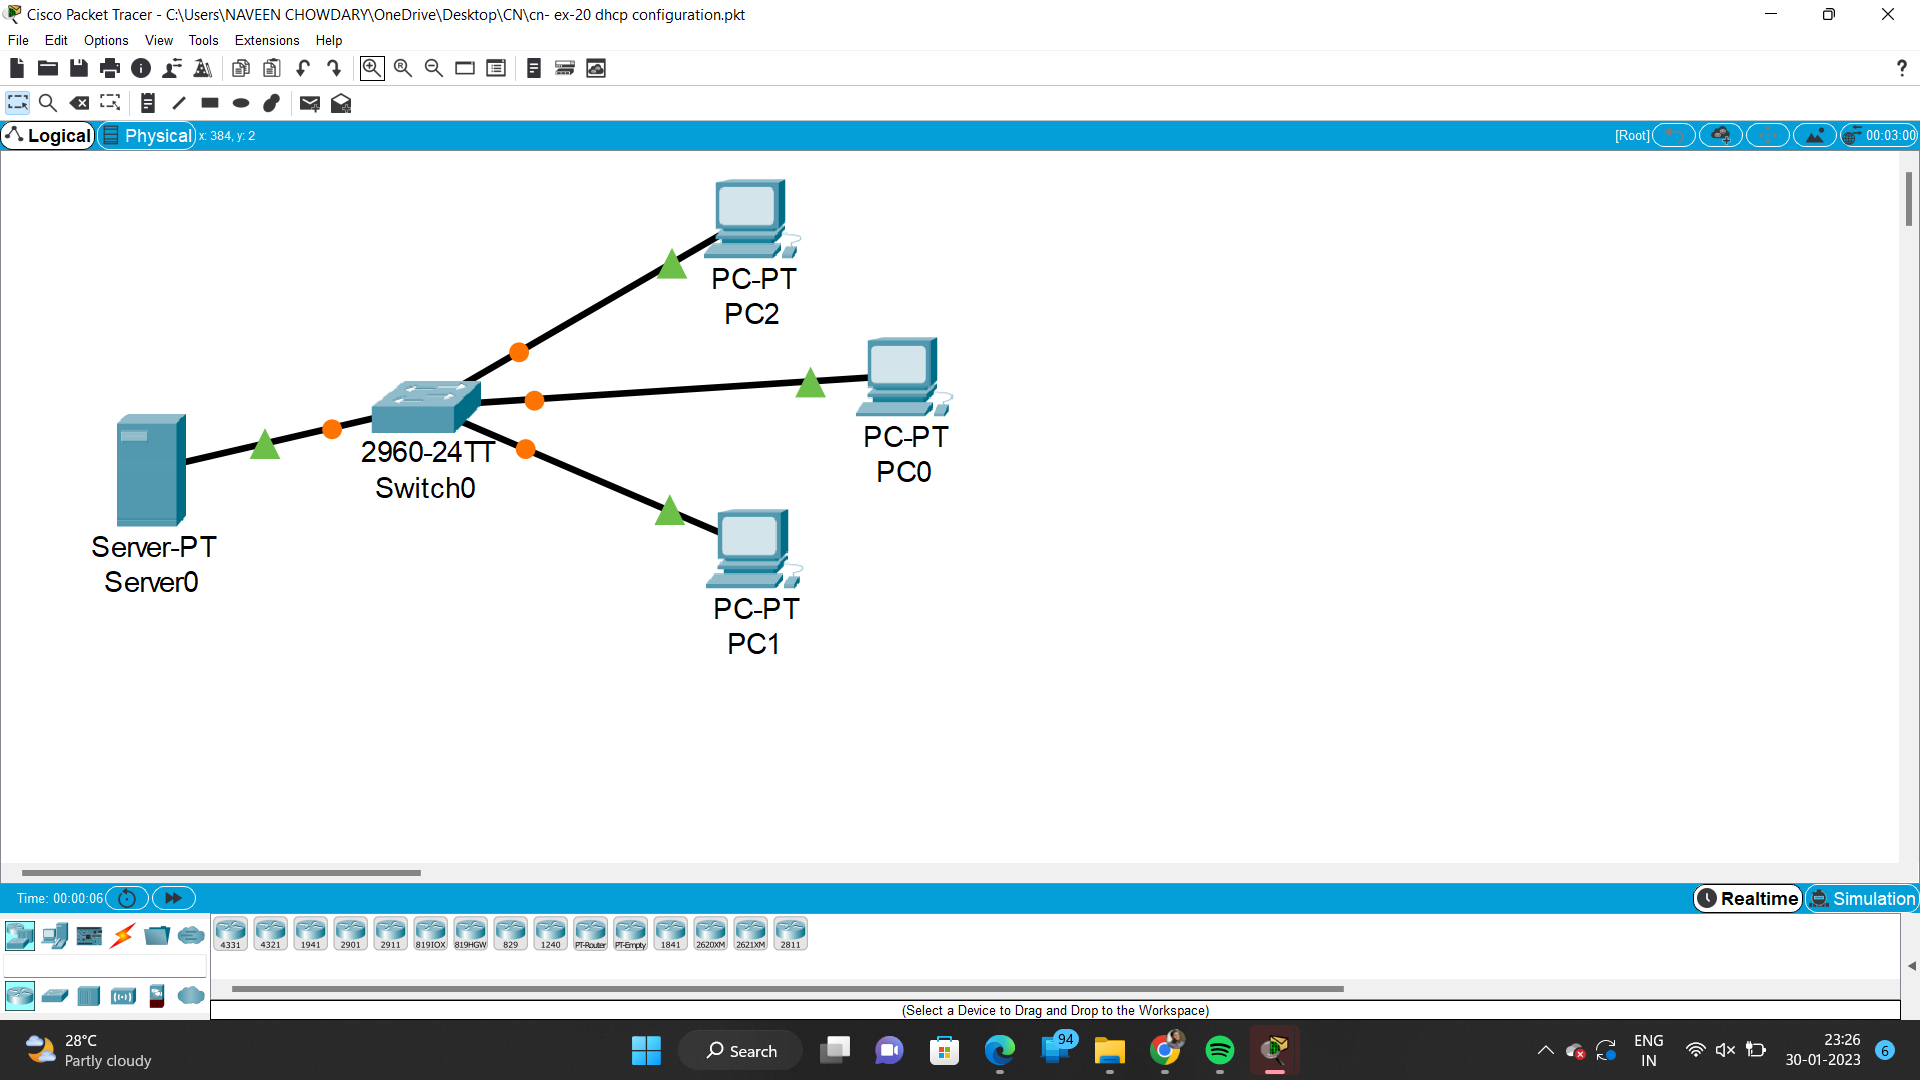 Cisco Packet Tracer - C:\Users\NAVEEN CHOWDARY\OneDrive\Desktop\CN\cn- ex-20 dhcp configuration.pkt
File Edit Options View Tools Extensions Help
?
Logical Physical x: 384, y: 2 [Root] 00:03:00
PC-PT
PC2
PC-PT
PC0
2960-24TT
Switch0
Server-PT
Server0
PC-PT
PC1
Time: 00:00:06 Realtime Simulation
4331 4321 1941 2901 2911 819IOX 819HGW 829 1240 PT-Router PT-Empty 1841 2620XM 2621XM 2811
(Select a Device to Drag and Drop to the Workspace)
28°C
Partly cloudy
Search
94
ENG
IN
23:26
30-01-2023
6